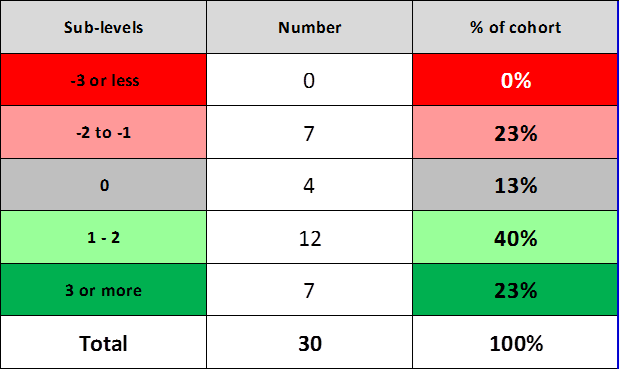 Sub-levels Number % of cohort
-3 or less 0 0%
-2 to -1 7 23%
0 4 13%
1 - 2 12 40%
3 or more 7 23%
Total 30 100%